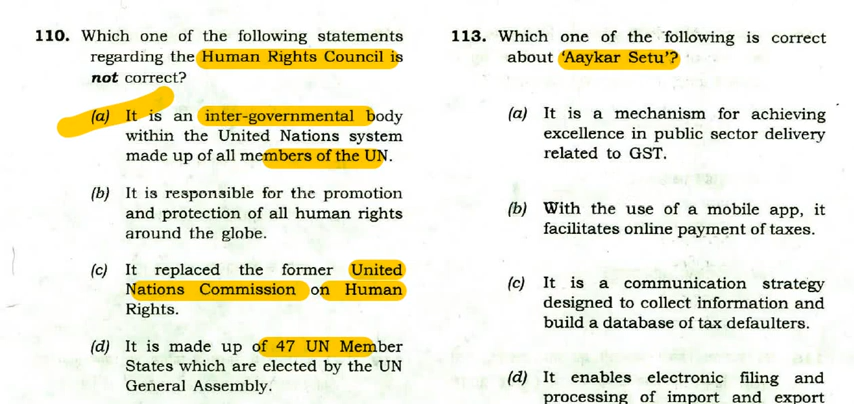 110. Which one of the following statements
regarding the Human Rights Council is
not correct?
(a) It is an inter-governmental body
within the United Nations system
made up of all members of the UN.
(b) It is responsible for the promotion
and protection of all human rights
around the globe.
(c) It replaced the former United
Nations Commission on Human
Rights.
(d) It is made up of 47 UN Member
States which are elected by the UN
General Assembly.
113. Which one of the following is correct
about 'Aaykar Setu'?
(a) It is a mechanism for achieving
excellence in public sector delivery
related to GST.
(b) With the use of a mobile app, it
facilitates online payment of taxes.
(c) It is a communication strategy
designed to collect information and
build a database of tax defaulters.
(d) It enables electronic filing and
processing of import and export